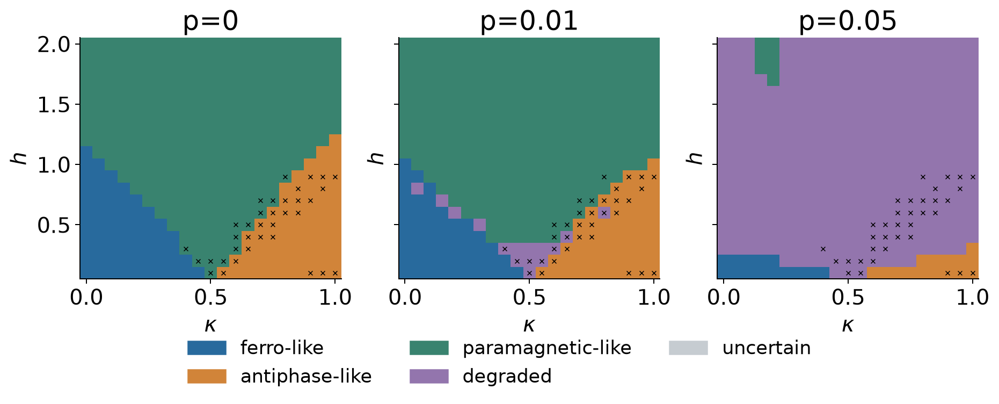 p=0
p=0.01
p=0.05
2.0
1.5
1.0
0.5
h
h
h
0.0 0.5 1.0
0.0 0.5 1.0
0.0 0.5 1.0
κ
κ
κ
ferro-like
paramagnetic-like
uncertain
antiphase-like
degraded